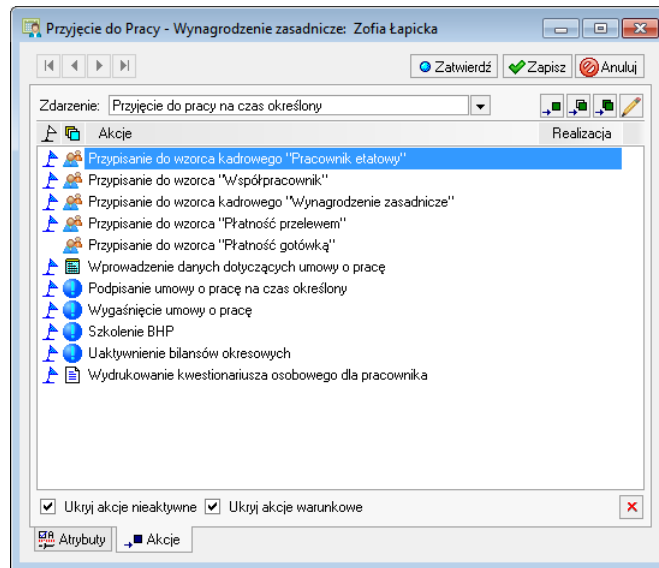 Przyjęcie do Pracy - Wynagrodzenie zasadnicze: Zofia Łapicka
Zatwierdź Zapisz Anuluj
Zdarzenie: Przyjęcie do pracy na czas określony
Akcje Realizacja
Przypisanie do wzorca kadrowego "Pracownik etatowy"
Przypisanie do wzorca "Współpracownik"
Przypisanie do wzorca kadrowego "Wynagrodzenie zasadnicze"
Przypisanie do wzorca "Płatność przelewem"
Przypisanie do wzorca "Płatność gotówką"
Wprowadzenie danych dotyczących umowy o pracę
Podpisanie umowy o pracę na czas określony
Wygaśnięcie umowy o pracę
Szkolenie BHP
Uaktywnienie bilansów okresowych
Wydrukowanie kwestionariusza osobowego dla pracownika
Ukryj akcje nieaktywne Ukryj akcje warunkowe
Atrybuty Akcje